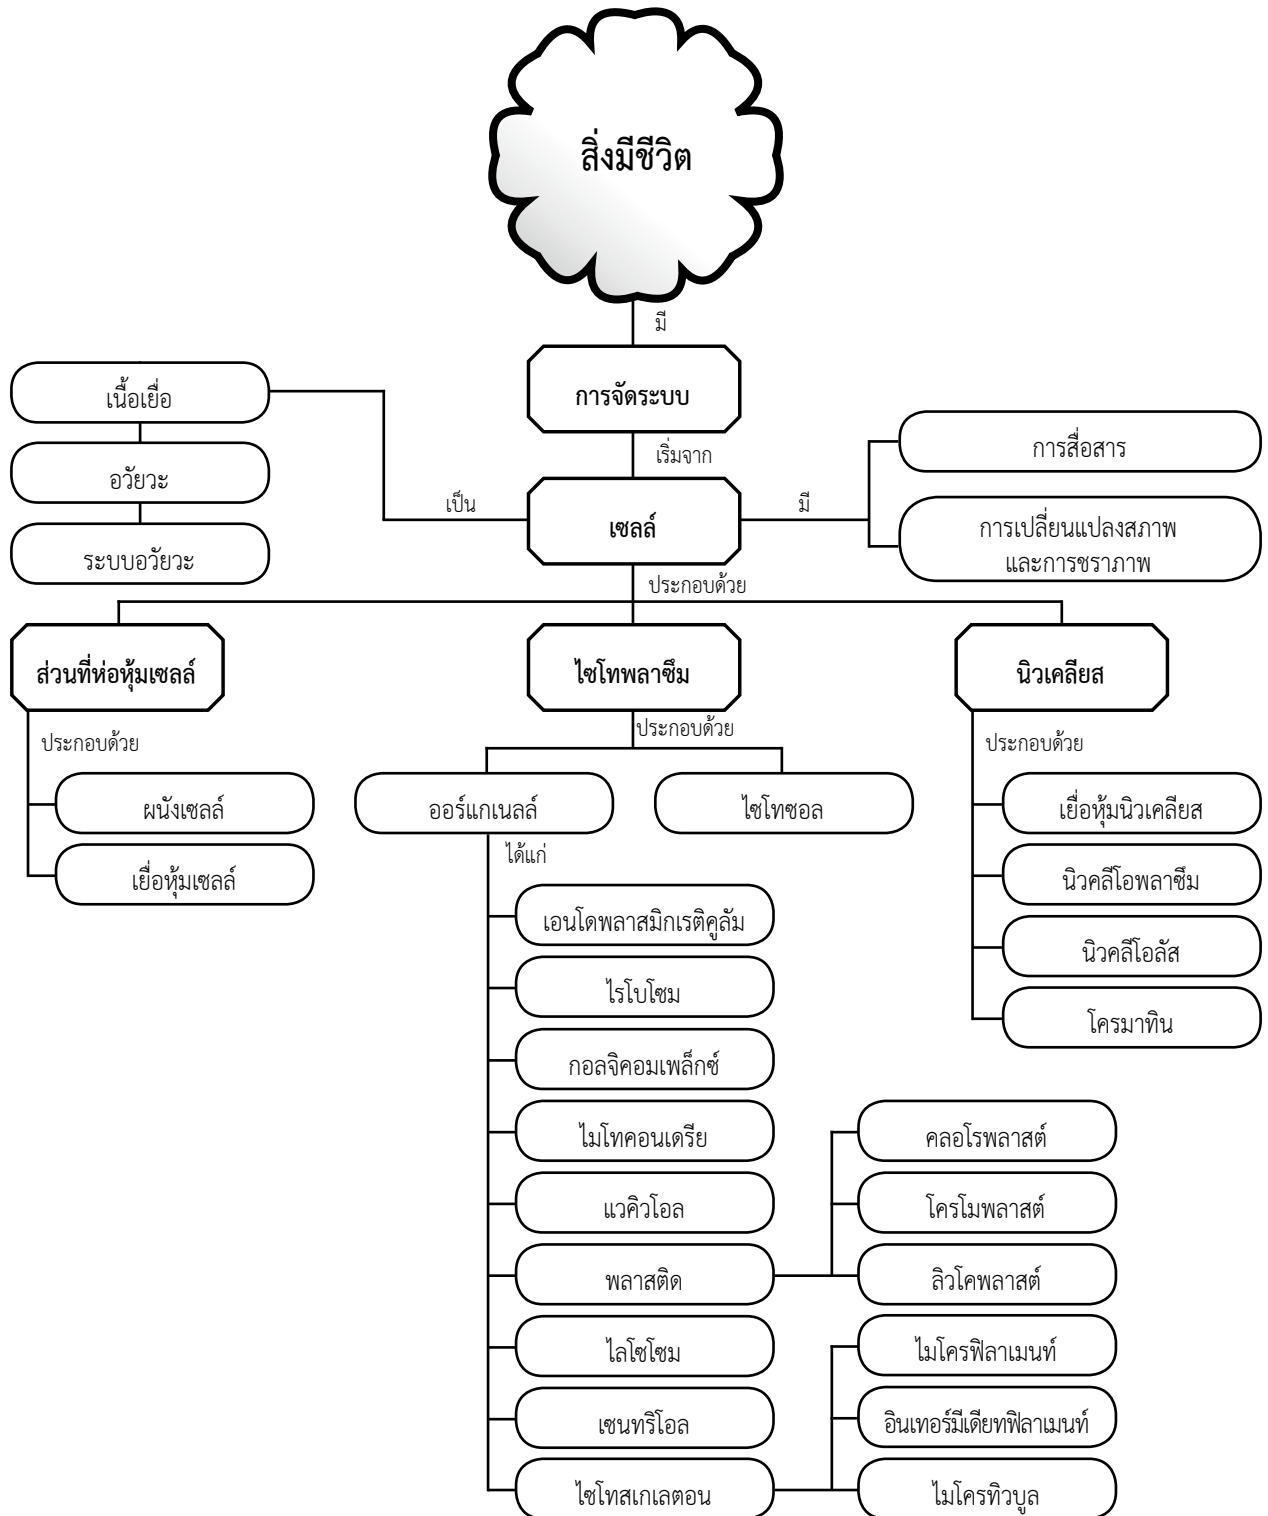 สิ่งมีชีวิต
มี
การจัดระบบ
เริ่มจาก
เนื้อเยื่อ
อวัยวะ
ระบบอวัยวะ
เป็น
เซลล์
มี
การสื่อสาร
การเปลี่ยนแปลงสภาพ
และการชราภาพ
ประกอบด้วย
ส่วนที่ห่อหุ้มเซลล์
ไซโทพลาซึม
นิวเคลียส
ประกอบด้วย
ผนังเซลล์
เยื่อหุ้มเซลล์
ประกอบด้วย
ออร์แกเนลล์
ไซโทซอล
ได้แก่
เอนโดพลาสมิกเรติคูลัม
ไรโบโซม
กอลจิคอมเพล็กซ์
ไมโทคอนเดรีย
แวคิวโอล
พลาสติด
ไลโซโซม
เซนทริโอล
ไซโทสเกเลตอน
คลอโรพลาสต์
โครโมพลาสต์
ลิวโคพลาสต์
ไมโครฟิลาเมนท์
อินเทอร์มีเดียทฟิลาเมนท์
ไมโครทิวบูล
ประกอบด้วย
เยื่อหุ้มนิวเคลียส
นิวคลีโอพลาซึม
นิวคลีโอลัส
โครมาทิน